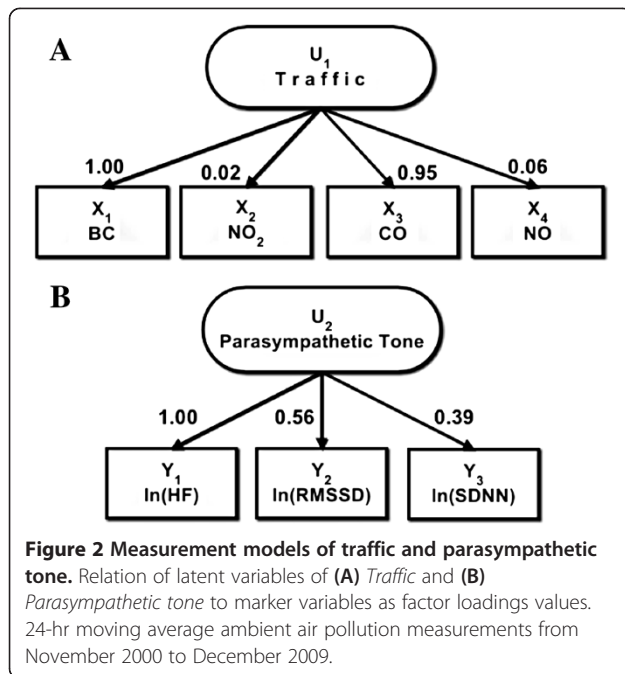 A
U₁
Traffic
1.00
0.02
0.95
0.06
X₁
BC
X₂
NO₂
X₃
CO
X₄
NO
B
U₂
Parasympathetic Tone
1.00
0.56
0.39
Y₁
ln(HF)
Y₂
ln(RMSSD)
Y₃
ln(SDNN)
Figure 2 Measurement models of traffic and parasympathetic
tone. Relation of latent variables of (A) Traffic and (B)
Parasympathetic tone to marker variables as factor loadings values.
24-hr moving average ambient air pollution measurements from
November 2000 to December 2009.